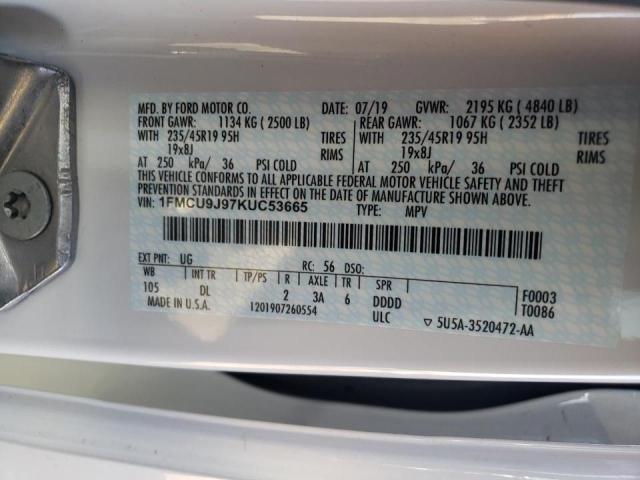 MFD. BY FORD MOTOR CO. DATE: 07/19 GVWR: 2195 KG ( 4840 LB)
FRONT GAWR: 1134 KG ( 2500 LB) REAR GAWR: 1067 KG ( 2352 LB)
WITH 235/45R19 95H TIRES WITH 235/45R19 95H TIRES
19x8J RIMS 19x8J RIMS
AT 250 kPa/ 36 PSI COLD AT 250 kPa/ 36 PSI COLD
THIS VEHICLE CONFORMS TO ALL APPLICABLE FEDERAL MOTOR VEHICLE SAFETY AND THEFT
PREVENTION STANDARDS IN EFFECT ON THE DATE OF MANUFACTURE SHOWN ABOVE.
VIN: 1FMCU9J97KUC53665 TYPE: MPV
EXT PNT: UG RC: 56 DSO:
WB INT TR TP/PS R AXLE TR SPR
105 DL 2 3A 6 DDDD F0003
MADE IN U.S.A. 1201907260554 ULC T0086
▽ 5U5A-3520472-AA